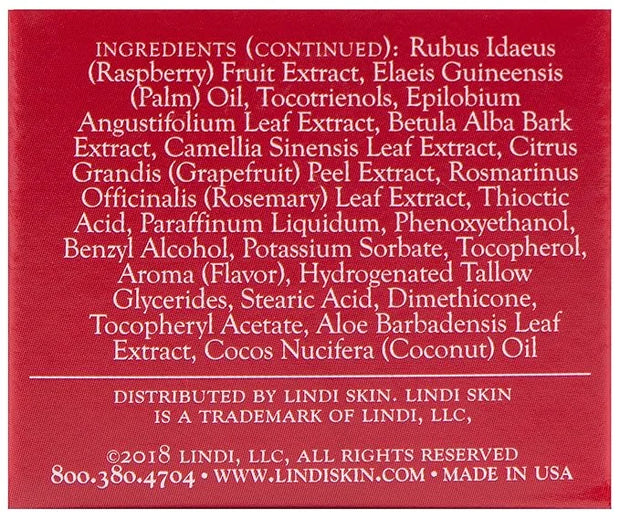 INGREDIENTS (CONTINUED): Rubus Idaeus
(Raspberry) Fruit Extract, Elaeis Guineensis
(Palm) Oil, Tocotrienols, Epilobium
Angustifolium Leaf Extract, Betula Alba Bark
Extract, Camellia Sinensis Leaf Extract, Citrus
Grandis (Grapefruit) Peel Extract, Rosmarinus
Officinalis (Rosemary) Leaf Extract, Thioctic
Acid, Paraffinum Liquidum, Phenoxyethanol,
Benzyl Alcohol, Potassium Sorbate, Tocopherol,
Aroma (Flavor), Hydrogenated Tallow
Glycerides, Stearic Acid, Dimethicone,
Tocopheryl Acetate, Aloe Barbadensis Leaf
Extract, Cocos Nucifera (Coconut) Oil
DISTRIBUTED BY LINDI SKIN. LINDI SKIN
IS A TRADEMARK OF LINDI, LLC,
©2018 LINDI, LLC, ALL RIGHTS RESERVED
800.380.4704 • WWW.LINDISKIN.COM • MADE IN USA